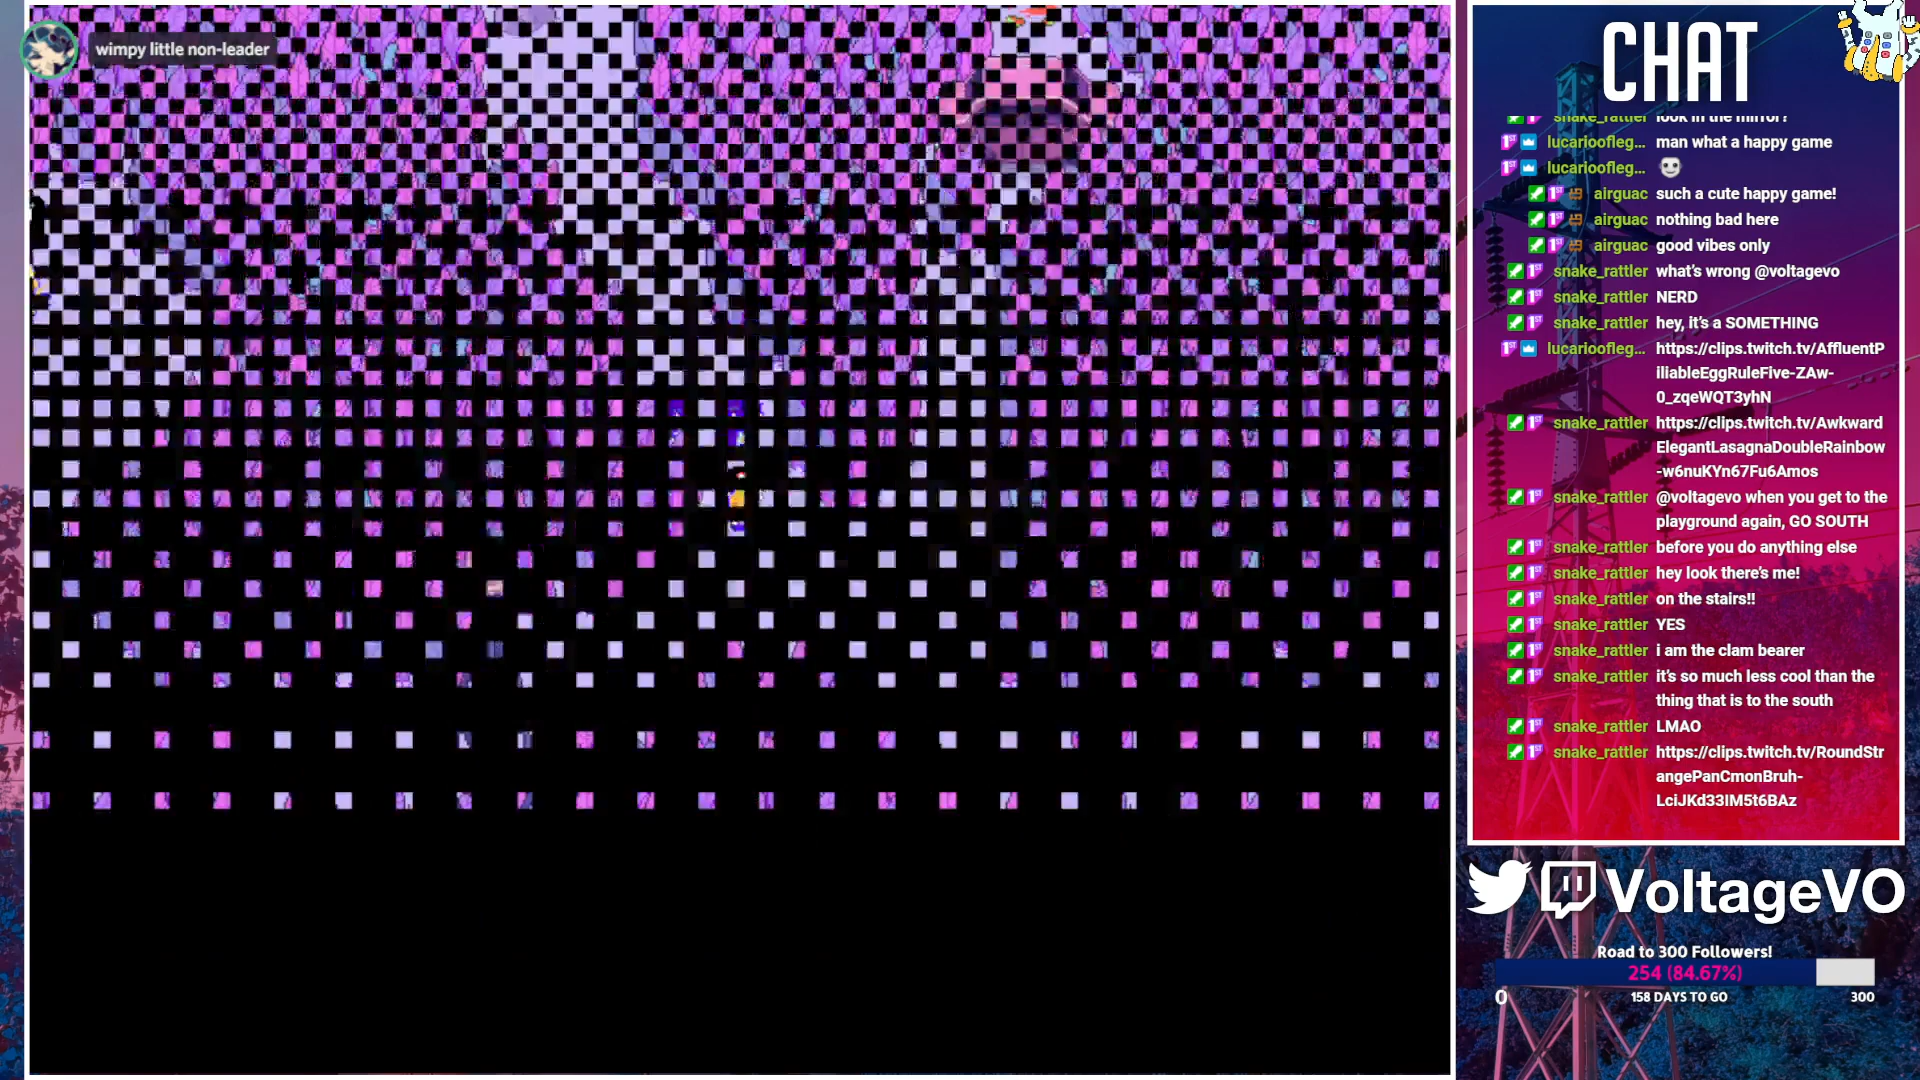 wimpy little non-leader
CHAT
snake_rattler look in the mirror?
lucarioofleg... man what a happy game
lucarioofleg...
airguac such a cute happy game!
airguac nothing bad here
airguac good vibes only
snake_rattler what's wrong @voltagevo
snake_rattler NERD
snake_rattler hey, it's a SOMETHING
lucarioofleg... https://clips.twitch.tv/AffluentP
iliableEggRuleFive-ZAw-
0_zqeWQT3yhN
snake_rattler https://clips.twitch.tv/Awkward
ElegantLasagnaDoubleRainbow
-w6nuKYn67Fu6Amos
snake_rattler @voltagevo when you get to the
playground again, GO SOUTH
snake_rattler before you do anything else
snake_rattler hey look there's me!
snake_rattler on the stairs!!
snake_rattler YES
snake_rattler i am the clam bearer
snake_rattler it's so much less cool than the
thing that is to the south
snake_rattler LMAO
snake_rattler https://clips.twitch.tv/RoundStr
angePanCmonBruh-
LciJKd33IM5t6BAz
VoltageVO
Road to 300 Followers!
254 (84.67%)
0 158 DAYS TO GO 300